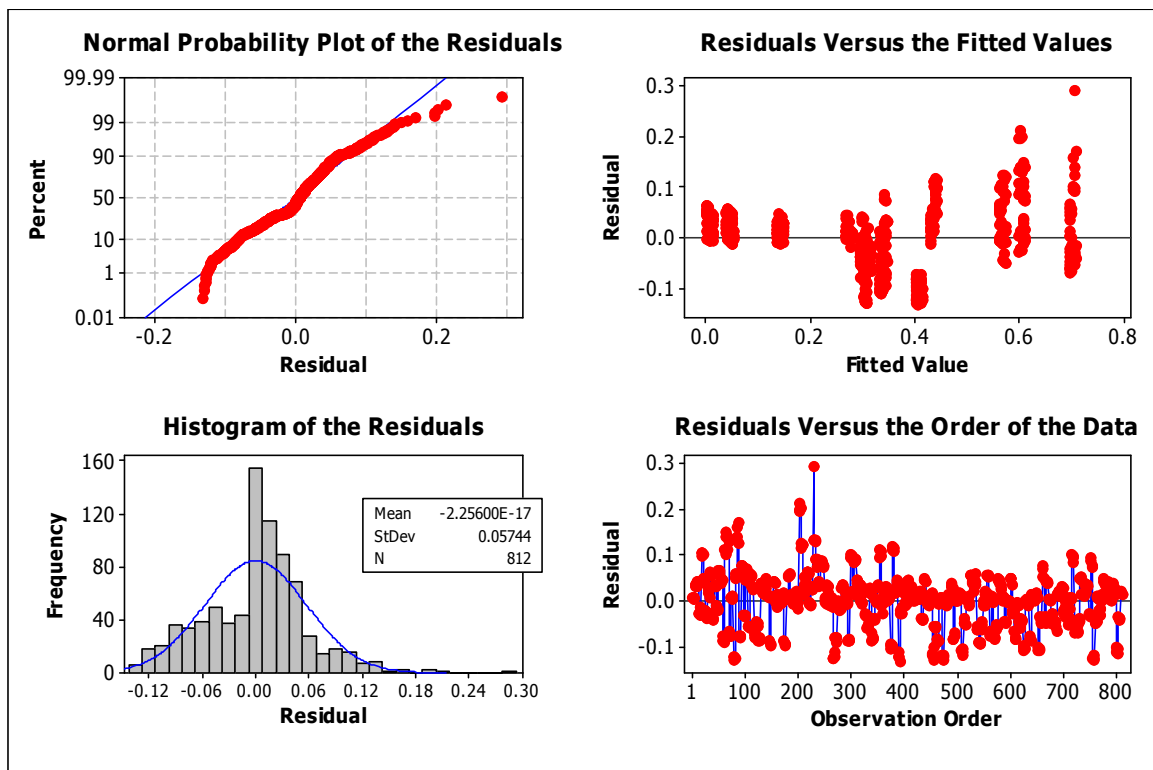 Normal Probability Plot of the Residuals
99.99
99
90
50
10
1
0.01
Percent
-0.2 0.0 0.2
Residual
Residuals Versus the Fitted Values
0.3
0.2
0.1
0.0
-0.1
Residual
0.0 0.2 0.4 0.6 0.8
Fitted Value
Histogram of the Residuals
160
120
80
40
0
Frequency
Mean -2.25600E-17
StDev 0.05744
N 812
-0.12 -0.06 0.00 0.06 0.12 0.18 0.24 0.30
Residual
Residuals Versus the Order of the Data
0.3
0.2
0.1
0.0
-0.1
Residual
1 100 200 300 400 500 600 700 800
Observation Order